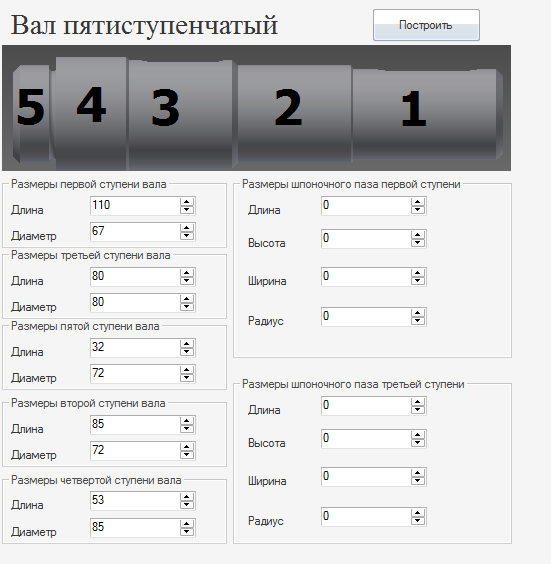 Вал пятиступенчатый
Построить
5 4 3 2 1
Размеры первой ступени вала
Длина 110
Диаметр 67
Размеры третьей ступени вала
Длина 80
Диаметр 80
Размеры пятой ступени вала
Длина 32
Диаметр 72
Размеры второй ступени вала
Длина 85
Диаметр 72
Размеры четвертой ступени вала
Длина 53
Диаметр 85
Размеры шпоночного паза первой ступени
Длина 0
Высота 0
Ширина 0
Радиус 0
Размеры шпоночного паза третьей ступени
Длина 0
Высота 0
Ширина 0
Радиус 0